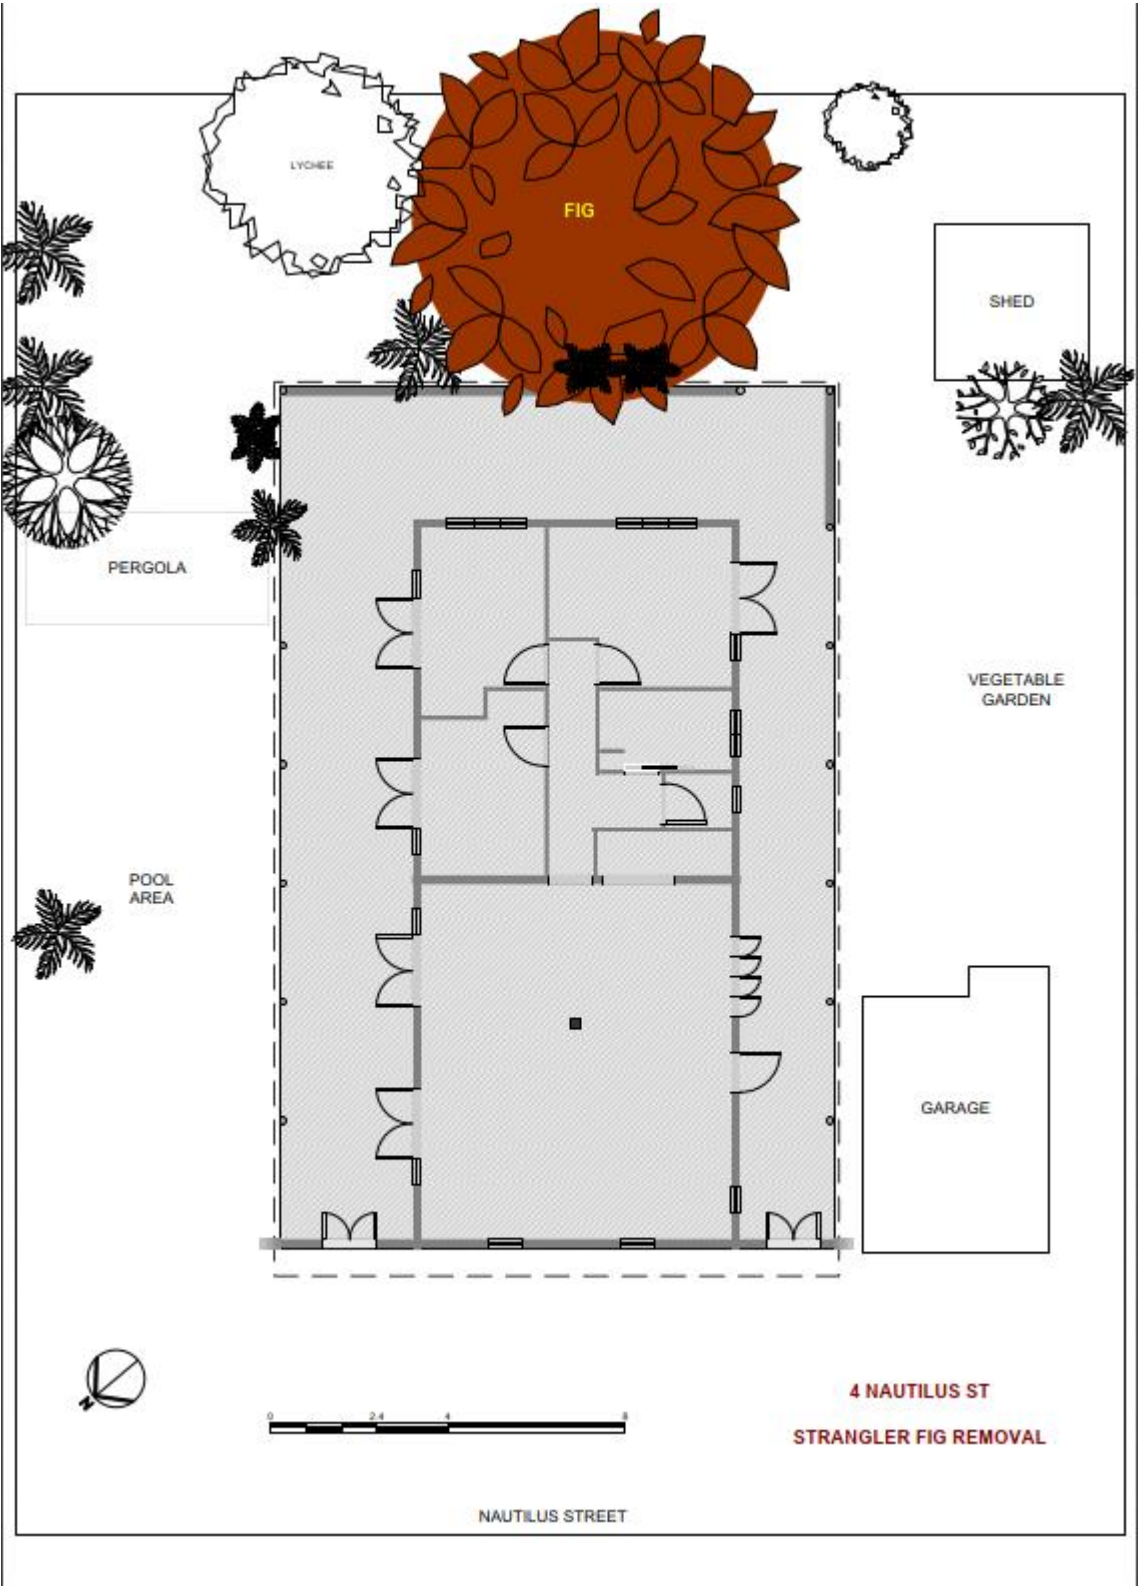 LYCHEE
FIG
SHED
PERGOLA
VEGETABLE
GARDEN
POOL
AREA
GARAGE
N
0 2.4 4 8
4 NAUTILUS ST
STRANGLER FIG REMOVAL
NAUTILUS STREET